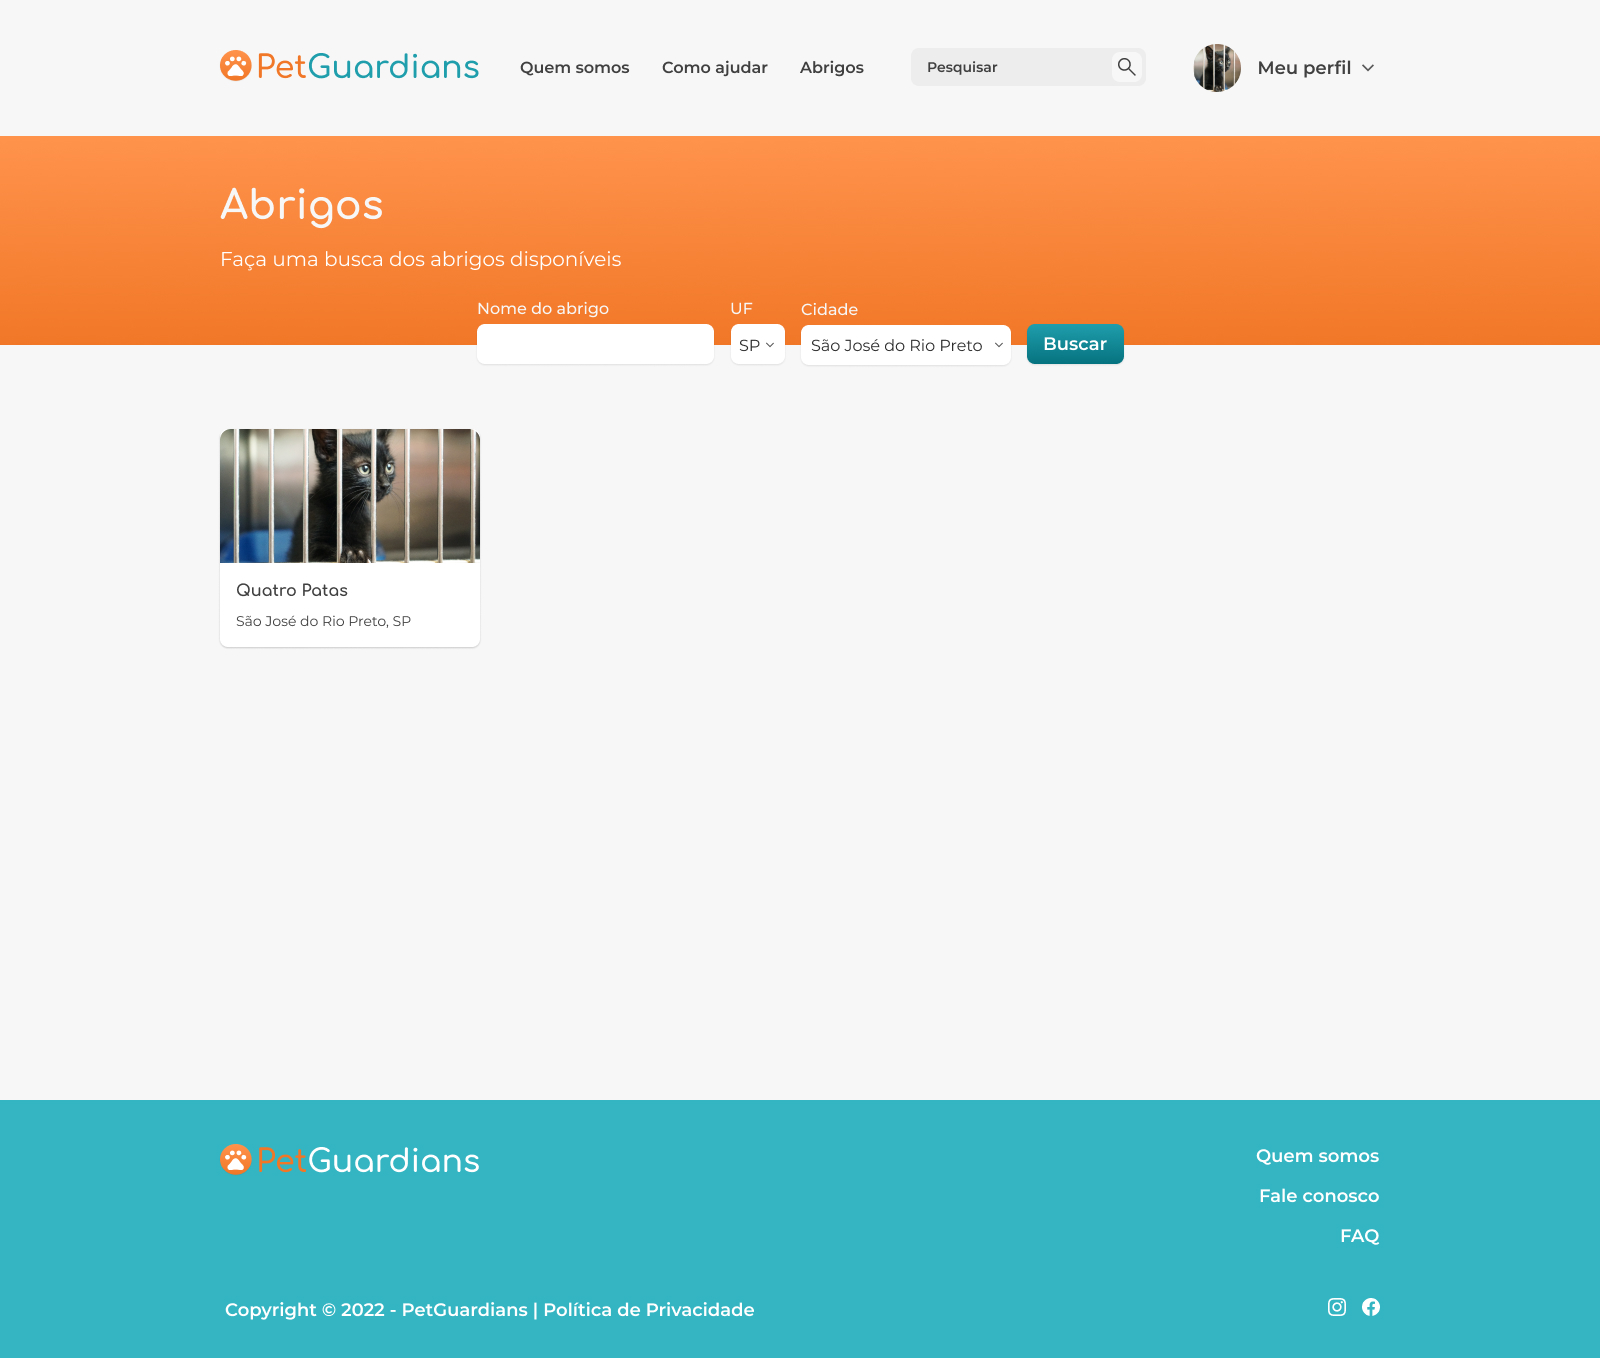 PetGuardians
Quem somos
Como ajudar
Abrigos
Pesquisar
Meu perfil
Abrigos
Faça uma busca dos abrigos disponíveis
Nome do abrigo
UF
Cidade
SP
São José do Rio Preto
Buscar
Quatro Patas
São José do Rio Preto, SP
PetGuardians
Quem somos
Fale conosco
FAQ
Copyright © 2022 - PetGuardians | Política de Privacidade